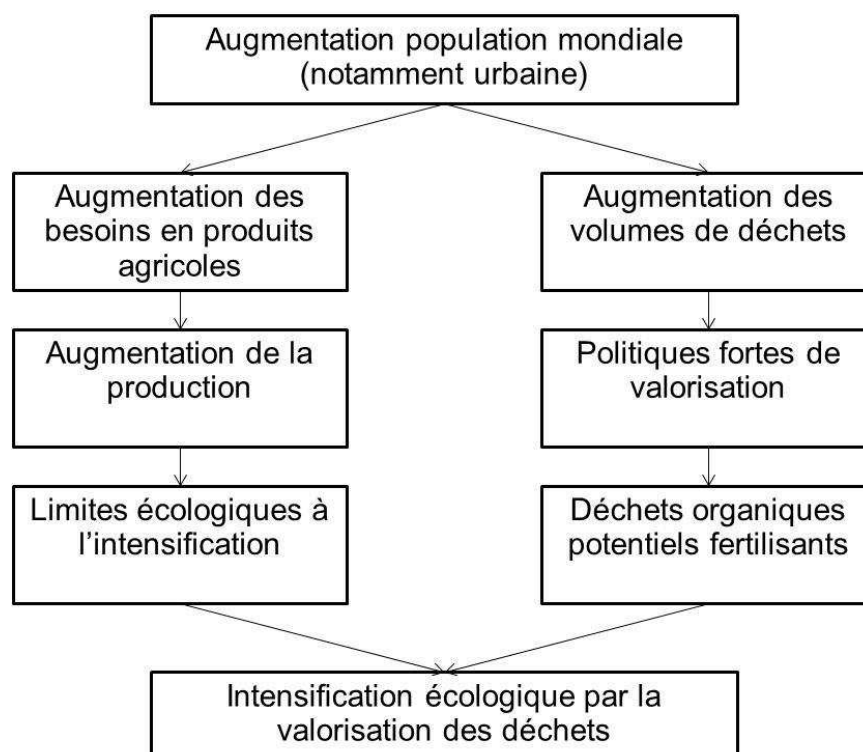 Augmentation population mondiale
(notamment urbaine)
Augmentation des
besoins en produits
agricoles
Augmentation de la
production
Limites écologiques à
l’intensification
Augmentation des
volumes de déchets
Politiques fortes de
valorisation
Déchets organiques
potentiels fertilisants
Intensification écologique par la
valorisation des déchets